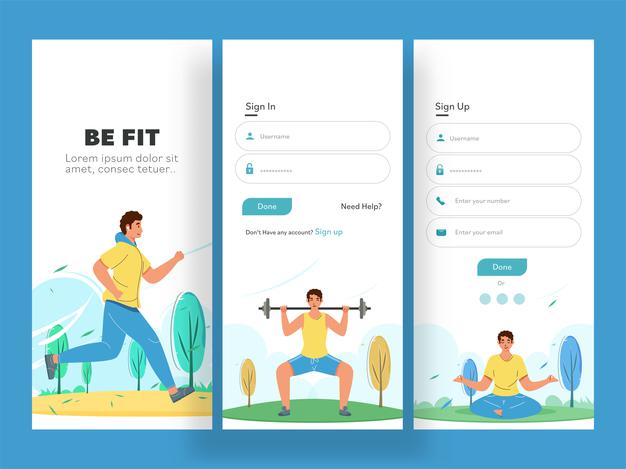 BE FIT
Lorem ipsum dolor sit
amet, consec tetuer..
Sign In
Username
************
Done
Need Help?
Don't Have any account? Sign up
Sign Up
Username
************
Enter your number
Enter your email
Done
Or